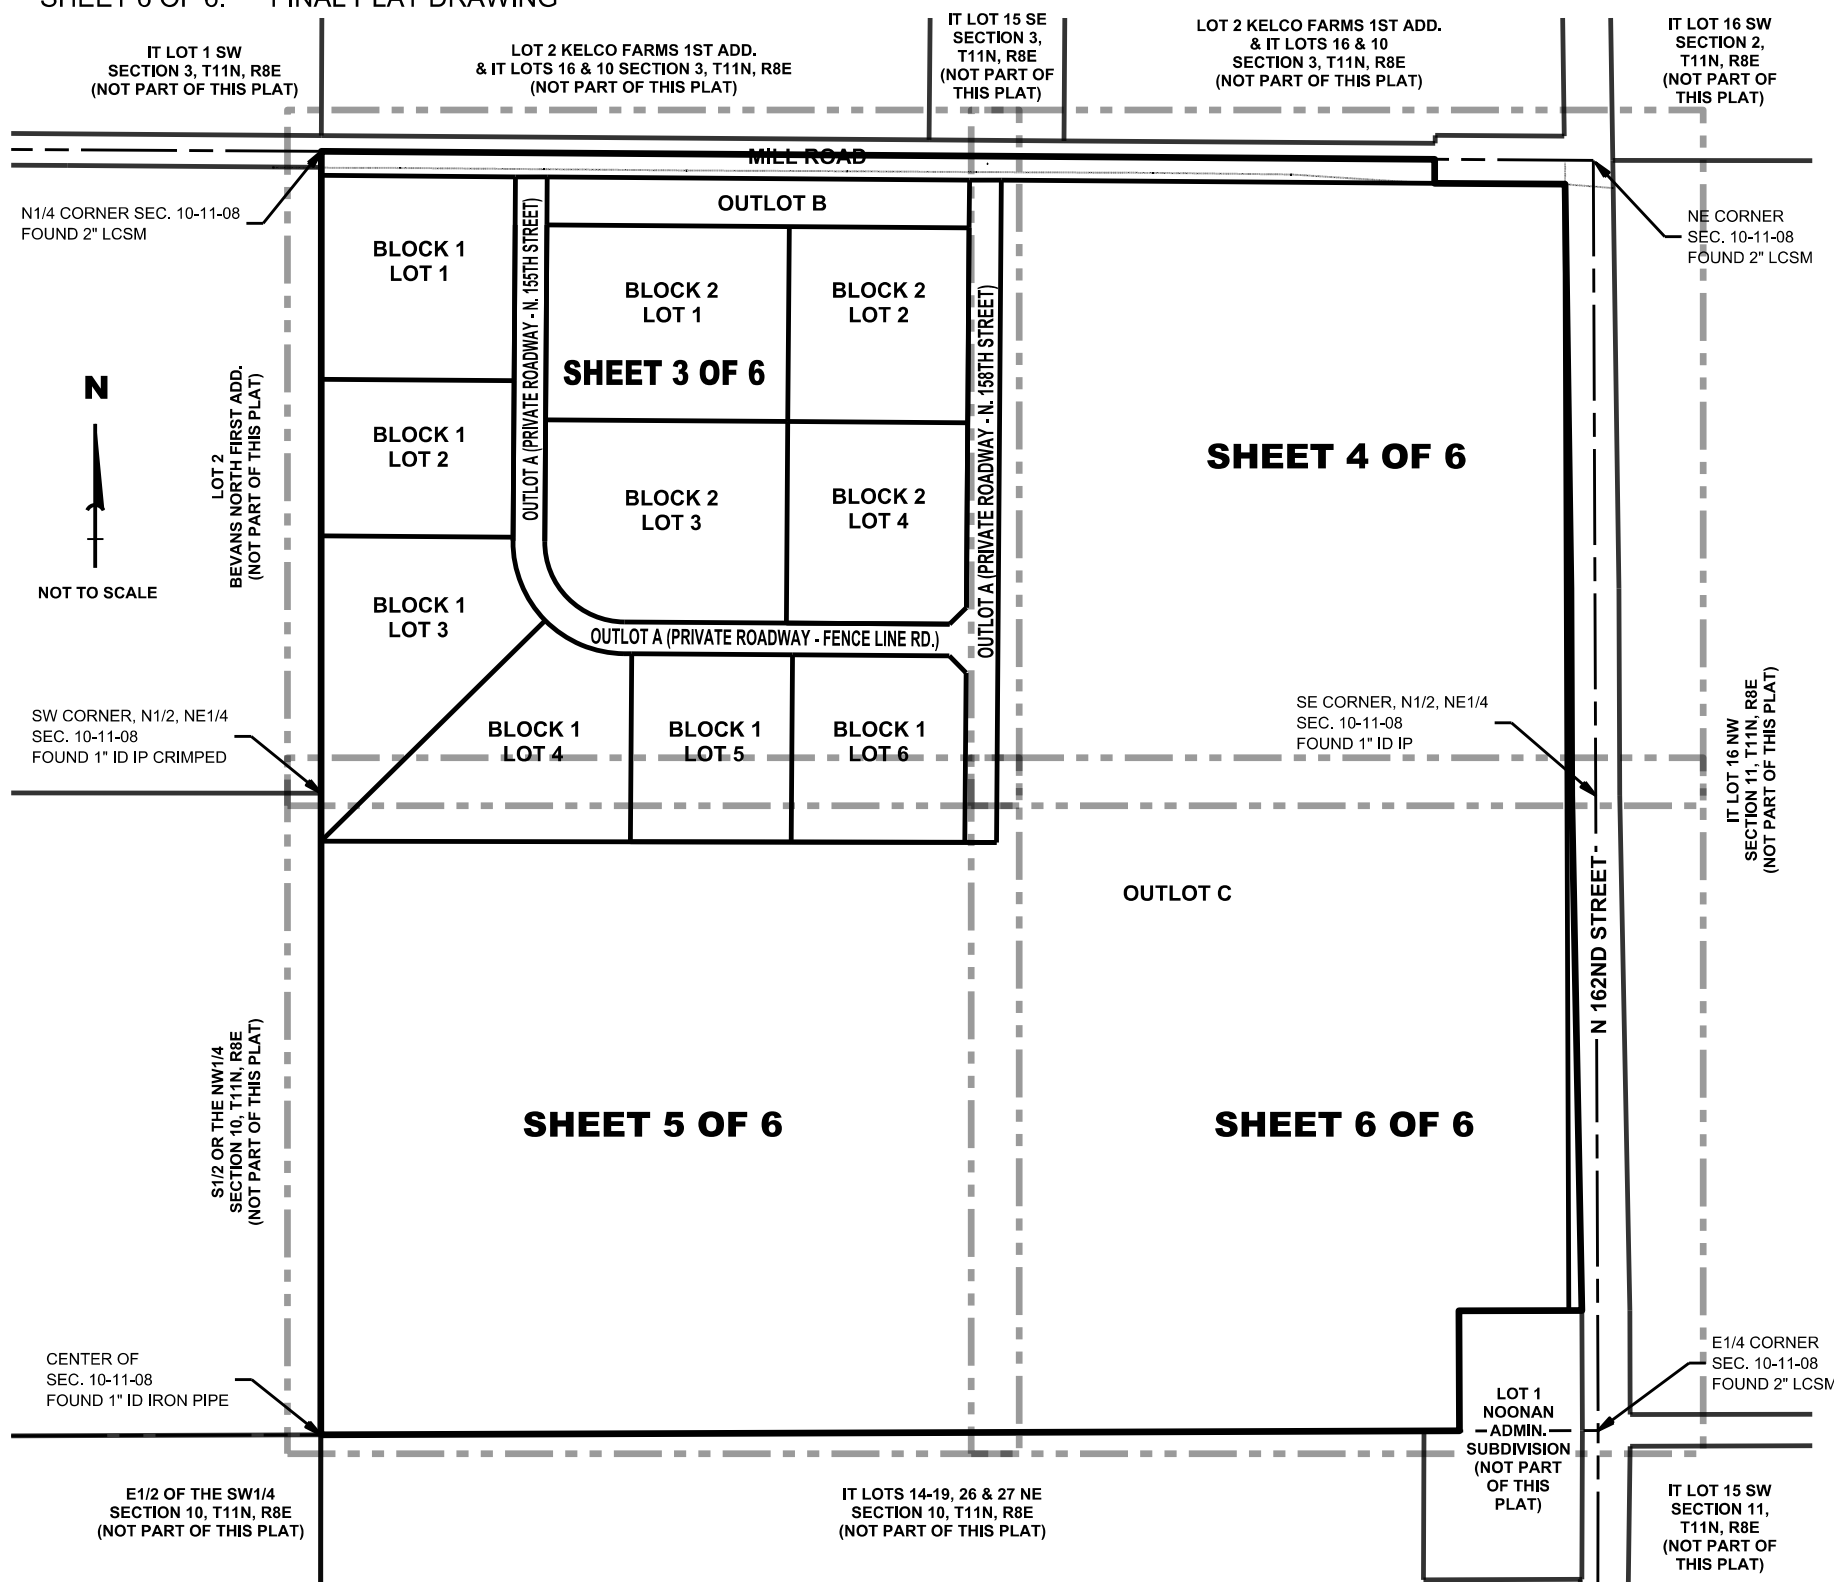 SHEET 6 OF 6: FINAL PLAT DRAWING
IT LOT 1 SW
SECTION 3, T11N, R8E
(NOT PART OF THIS PLAT)
LOT 2 KELCO FARMS 1ST ADD.
& IT LOTS 16 & 10 SECTION 3, T11N, R8E
(NOT PART OF THIS PLAT)
IT LOT 15 SE
SECTION 3,
T11N, R8E
(NOT PART OF
THIS PLAT)
LOT 2 KELCO FARMS 1ST ADD.
& IT LOTS 16 & 10
SECTION 3, T11N, R8E
(NOT PART OF THIS PLAT)
IT LOT 16 SW
SECTION 2,
T11N, R8E
(NOT PART OF
THIS PLAT)
MILL ROAD
N1/4 CORNER SEC. 10-11-08
FOUND 2" LCSM
NE CORNER
SEC. 10-11-08
FOUND 2" LCSM
OUTLOT B
BLOCK 1
LOT 1
OUTLOT A (PRIVATE ROADWAY - N. 155TH STREET)
BLOCK 2
LOT 1
BLOCK 2
LOT 2
OUTLOT A (PRIVATE ROADWAY - N. 158TH STREET)
SHEET 3 OF 6
SHEET 4 OF 6
N
NOT TO SCALE
LOT 2
BEVANS NORTH FIRST ADD.
(NOT PART OF THIS PLAT)
BLOCK 1
LOT 2
BLOCK 2
LOT 3
BLOCK 2
LOT 4
BLOCK 1
LOT 3
OUTLOT A (PRIVATE ROADWAY - FENCE LINE RD.)
SW CORNER, N1/2, NE1/4
SEC. 10-11-08
FOUND 1" ID IP CRIMPED
BLOCK 1
LOT 4
BLOCK 1
LOT 5
BLOCK 1
LOT 6
SE CORNER, N1/2, NE1/4
SEC. 10-11-08
FOUND 1" ID IP
IT LOT 16 NW
SECTION 11, T11N, R8E
(NOT PART OF THIS PLAT)
OUTLOT C
N 162ND STREET
S1/2 OR THE NW1/4
SECTION 10, T11N, R8E
(NOT PART OF THIS PLAT)
SHEET 5 OF 6
SHEET 6 OF 6
CENTER OF
SEC. 10-11-08
FOUND 1" ID IRON PIPE
E1/4 CORNER
SEC. 10-11-08
FOUND 2" LCSM
LOT 1
NOONAN
ADMIN.
SUBDIVISION
(NOT PART
OF THIS
PLAT)
E1/2 OF THE SW1/4
SECTION 10, T11N, R8E
(NOT PART OF THIS PLAT)
IT LOTS 14-19, 26 & 27 NE
SECTION 10, T11N, R8E
(NOT PART OF THIS PLAT)
IT LOT 15 SW
SECTION 11,
T11N, R8E
(NOT PART OF
THIS PLAT)